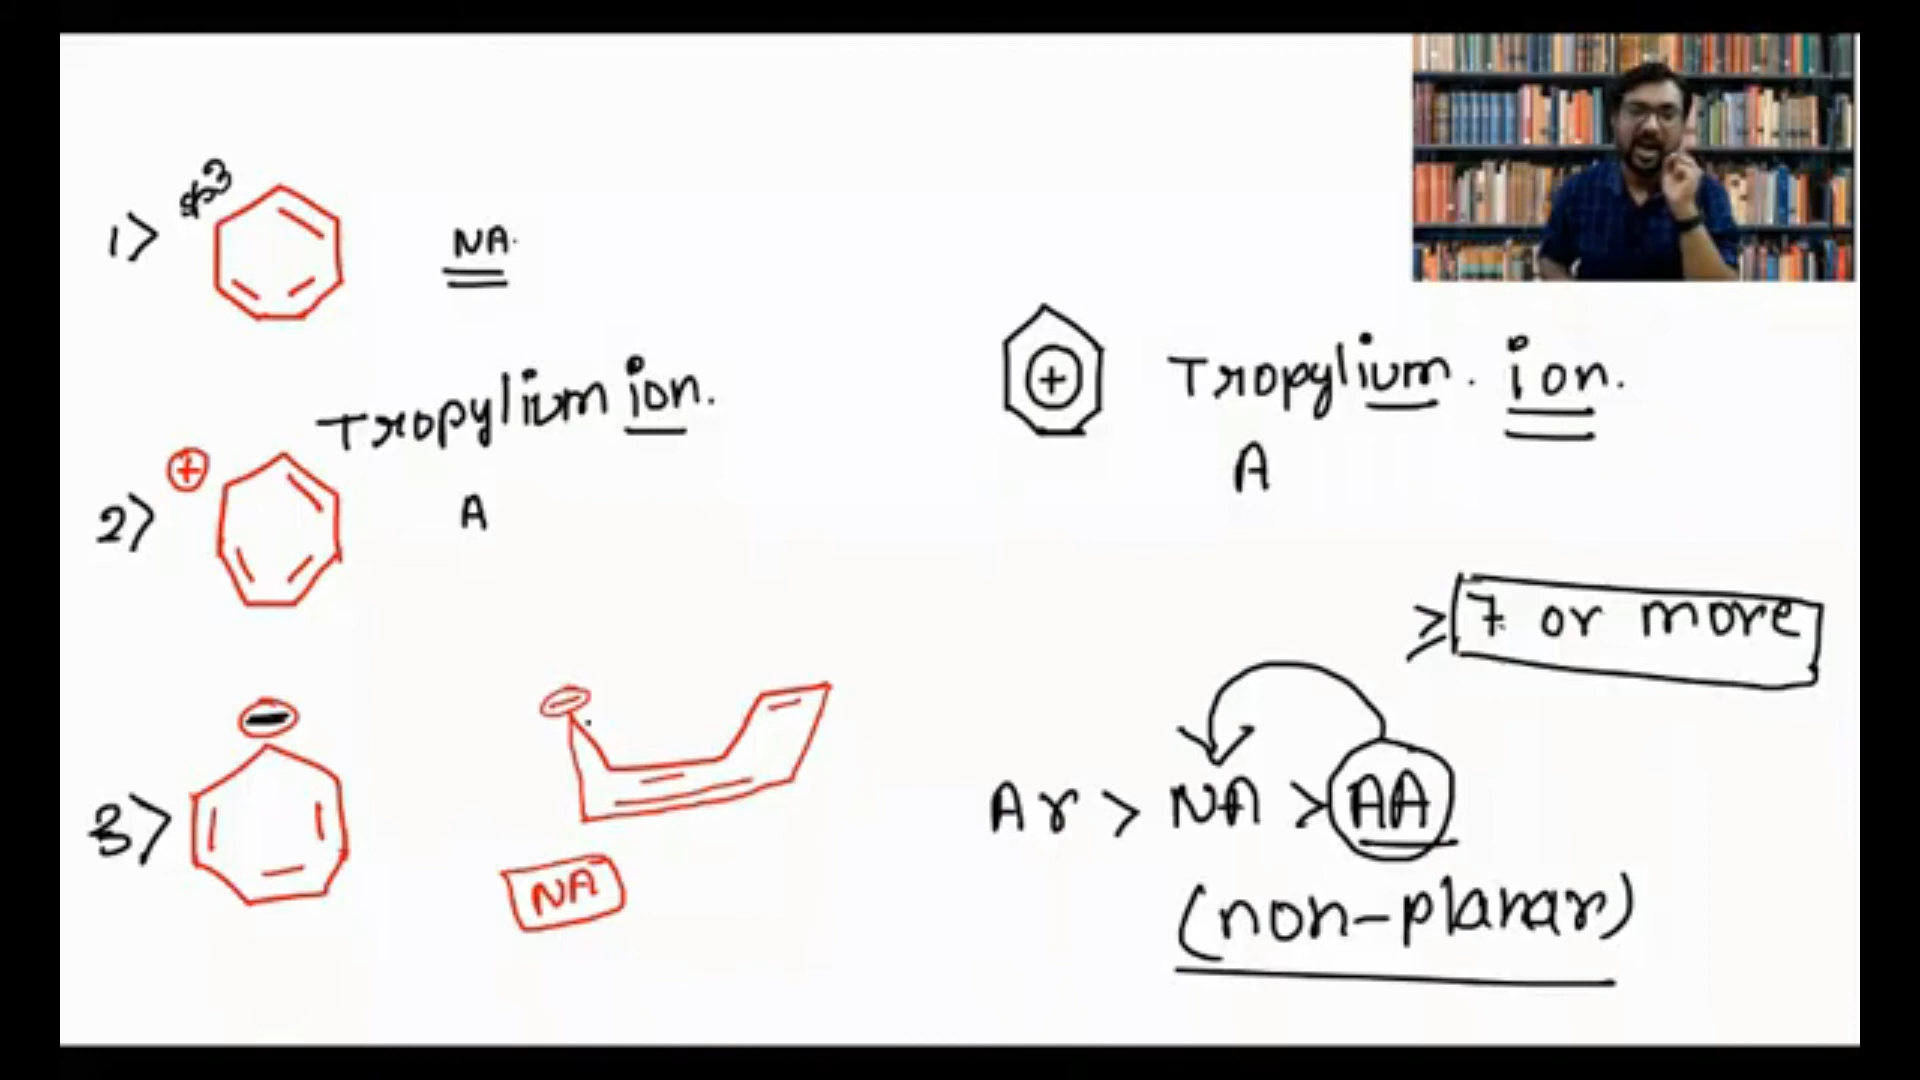 1> sp3 NA.
Tropylium ion.
2> ⊕ A
⊕ Tropylium. ion.
A
≥ 7 or more
3> ⊖ ⊖
NA
Ar > NA > AA
(non-planar)